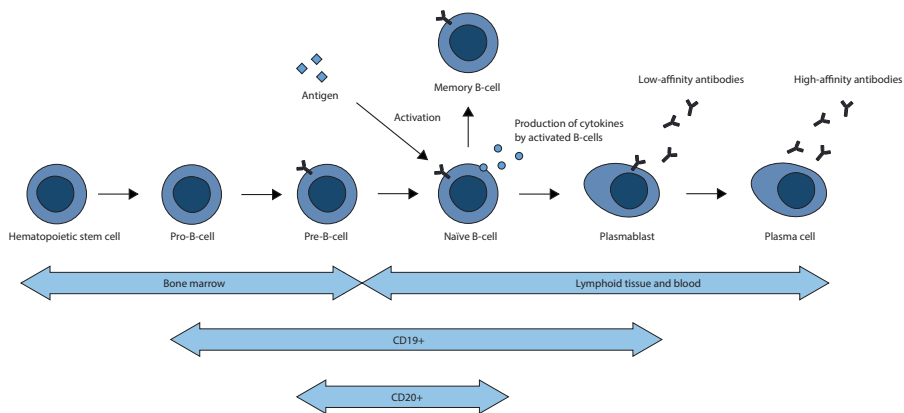 Memory B-cell
Low-affinity antibodies
High-affinity antibodies
Antigen
Activation
Production of cytokines
by activated B-cells
Hematopoietic stem cell
Pro-B-cell
Pre-B-cell
Naïve B-cell
Plasmablast
Plasma cell
Bone marrow
Lymphoid tissue and blood
CD19+
CD20+